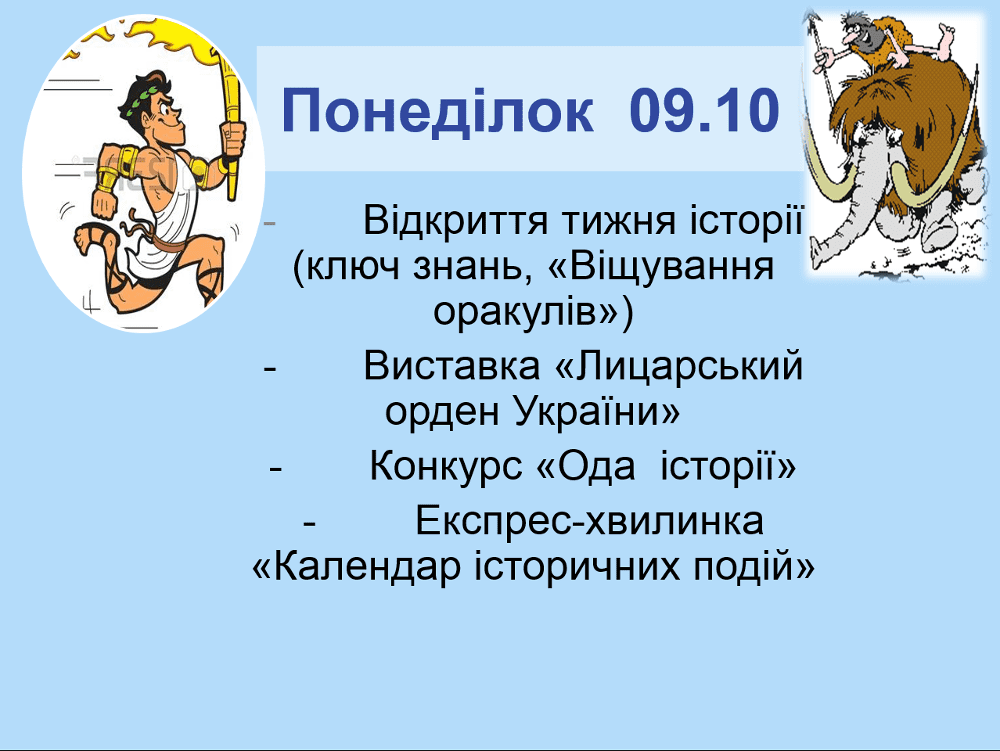 Понеділок 09.10
- Відкриття тижня історії
(ключ знань, «Віщування
оракулів»)
- Виставка «Лицарський
орден України»
- Конкурс «Ода історії»
- Експрес-хвилинка
«Календар історичних подій»